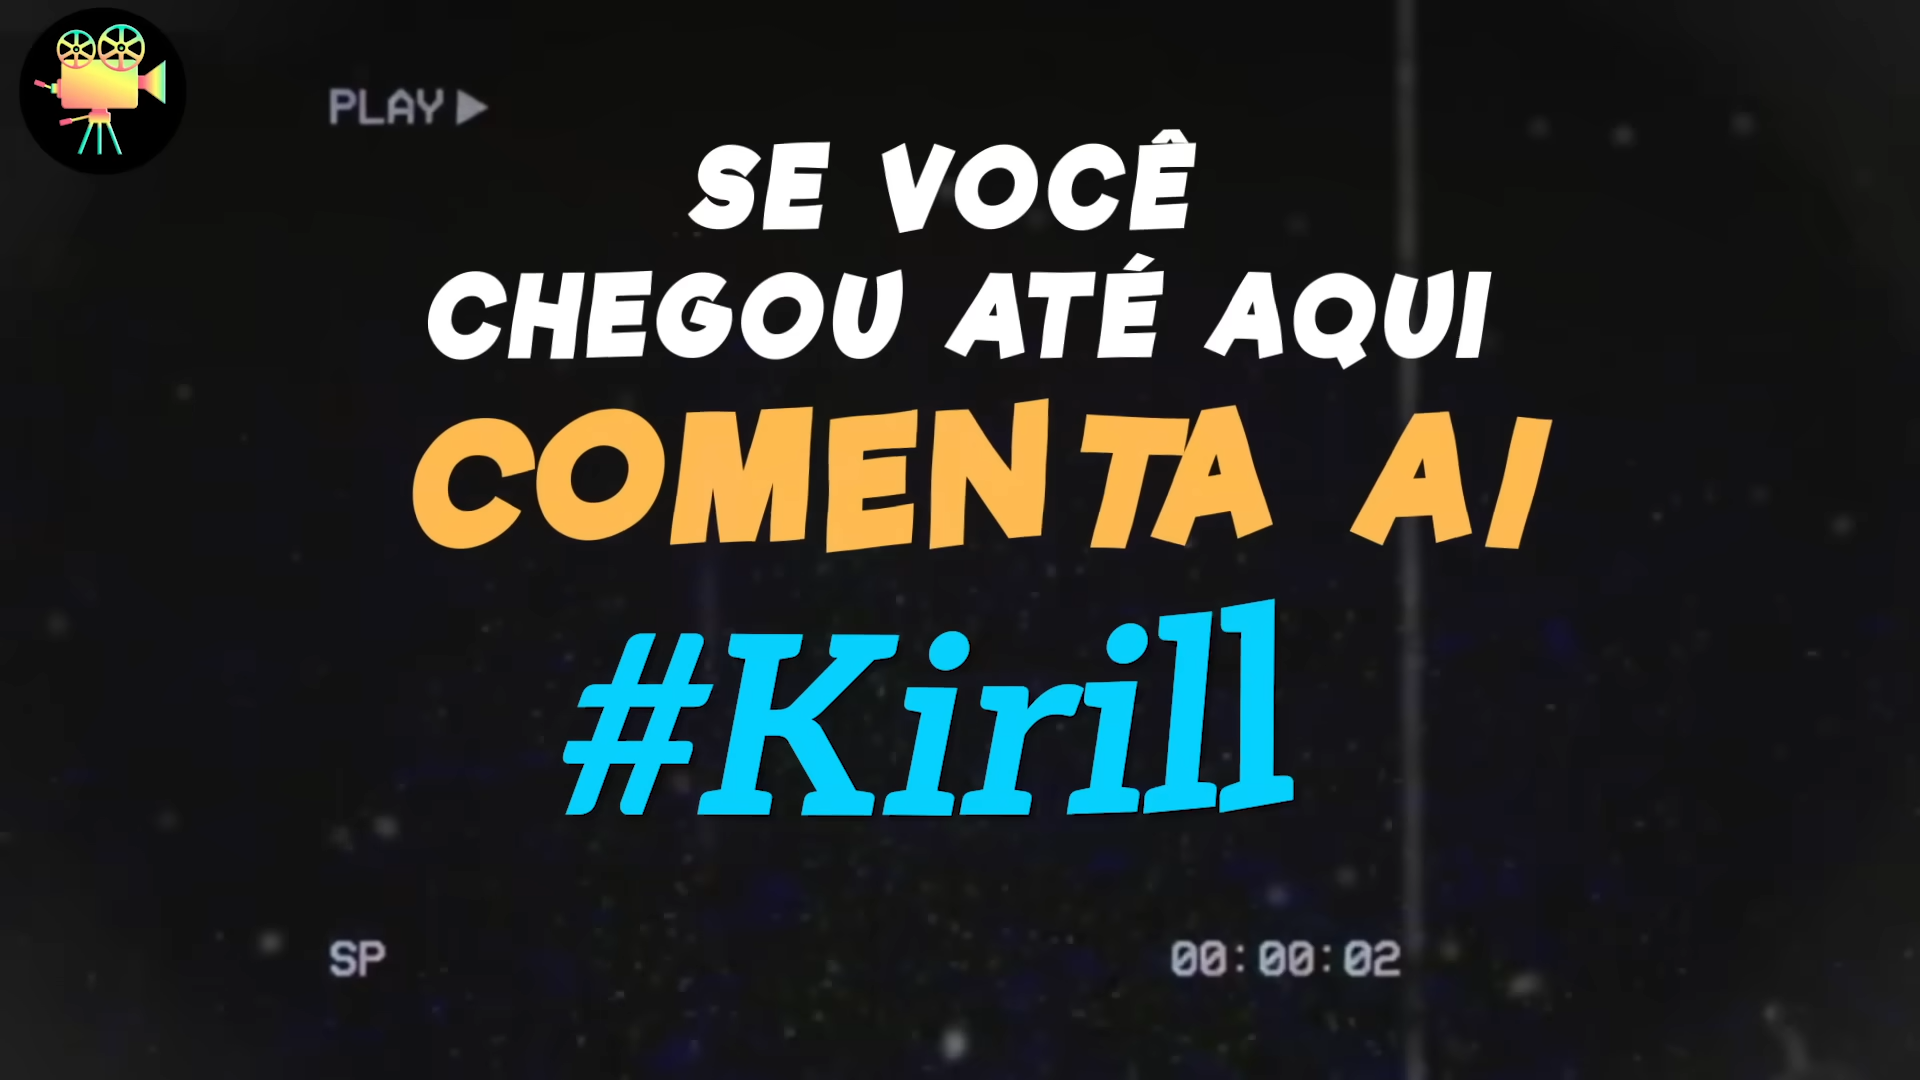 PLAY
SE VOCÊ
CHEGOU ATÉ AQUI
COMENTA AI
#Kirill
SP
00:00:02